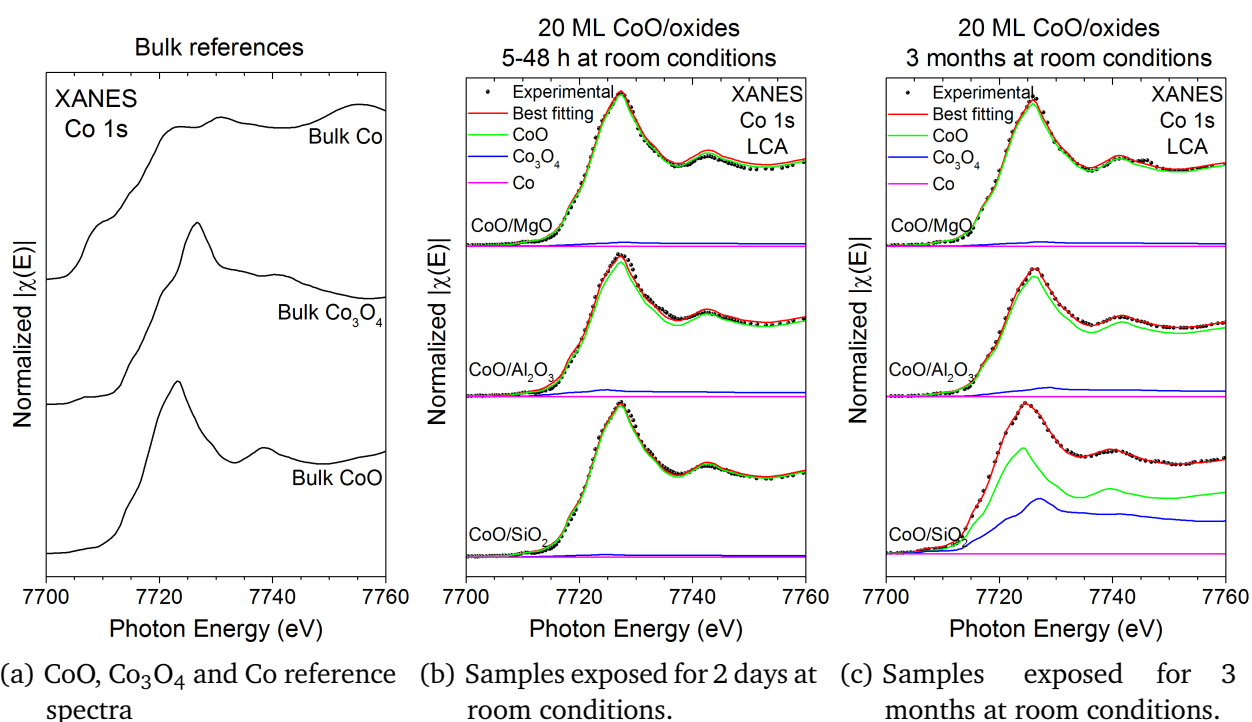 Bulk references
XANES
Co 1s
Bulk Co
Bulk Co3O4
Bulk CoO
Normalized |χ(E)|
7700 7720 7740 7760
Photon Energy (eV)
(a) CoO, Co3O4 and Co reference
spectra
20 ML CoO/oxides
5-48 h at room conditions
Experimental
Best fitting
CoO
Co3O4
Co
XANES
Co 1s
LCA
CoO/MgO
CoO/Al2O3
CoO/SiO2
Normalized |χ(E)|
7700 7720 7740 7760
Photon Energy (eV)
(b) Samples exposed for 2 days at
room conditions.
20 ML CoO/oxides
3 months at room conditions
Experimental
Best fitting
CoO
Co3O4
Co
XANES
Co 1s
LCA
CoO/MgO
CoO/Al2O3
CoO/SiO2
Normalized |χ(E)|
7700 7720 7740 7760
Photon Energy (eV)
(c) Samples exposed for 3
months at room conditions.